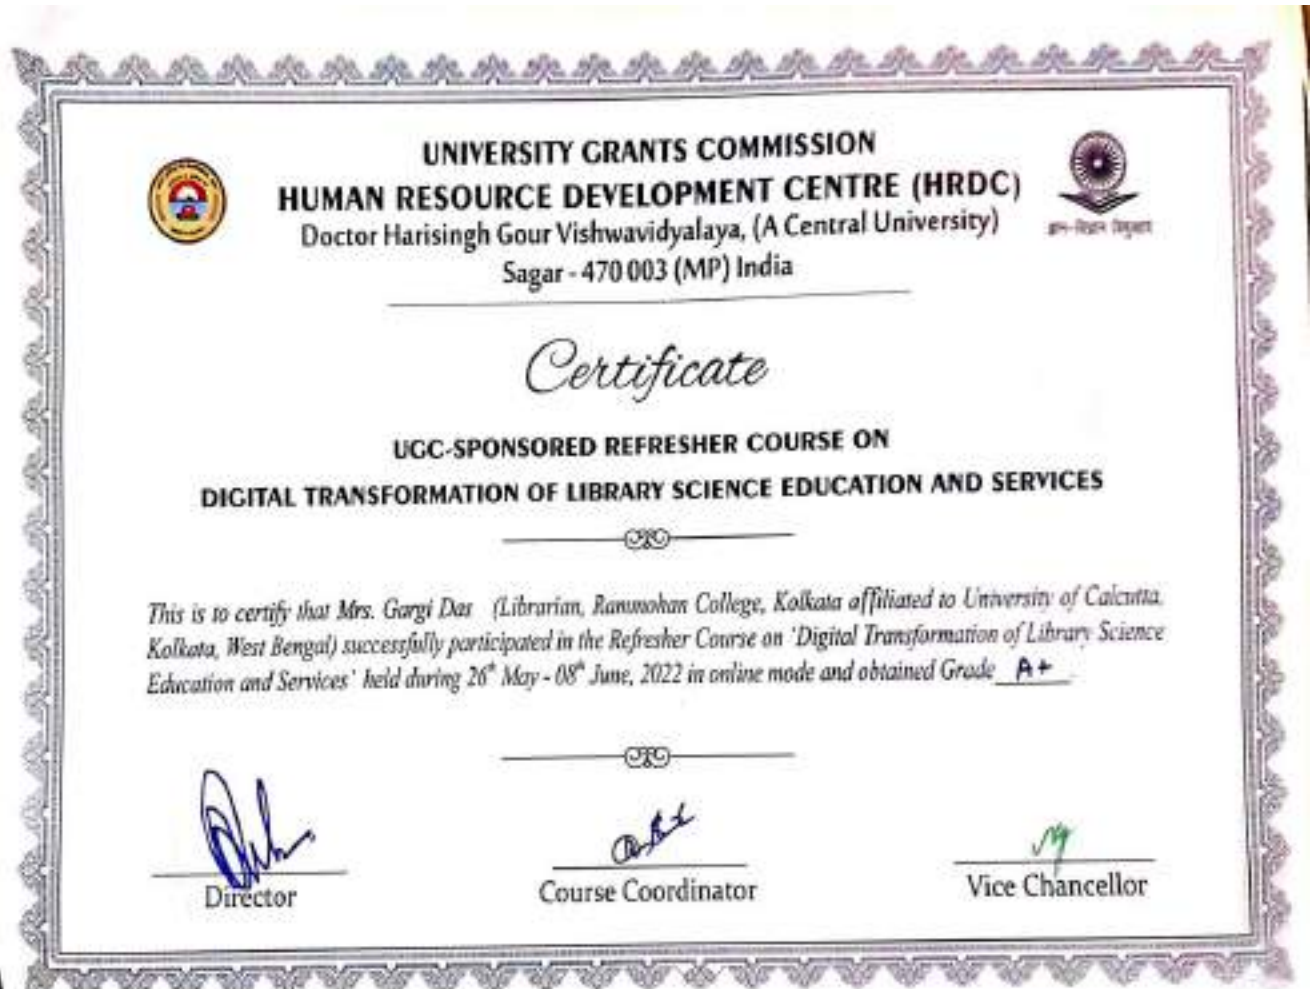 UNIVERSITY GRANTS COMMISSION
HUMAN RESOURCE DEVELOPMENT CENTRE (HRDC)
Doctor Harisingh Gour Vishwavidyalaya, (A Central University)
Sagar - 470 003 (MP) India
ज्ञान-विज्ञान विमुक्तये
Certificate
UGC-SPONSORED REFRESHER COURSE ON
DIGITAL TRANSFORMATION OF LIBRARY SCIENCE EDUCATION AND SERVICES
This is to certify that Mrs. Gargi Das (Librarian, Rammohan College, Kolkata affiliated to University of Calcutta,
Kolkata, West Bengal) successfully participated in the Refresher Course on 'Digital Transformation of Library Science
Education and Services' held during 26th May - 08th June, 2022 in online mode and obtained Grade A+
Director
Course Coordinator
Vice Chancellor